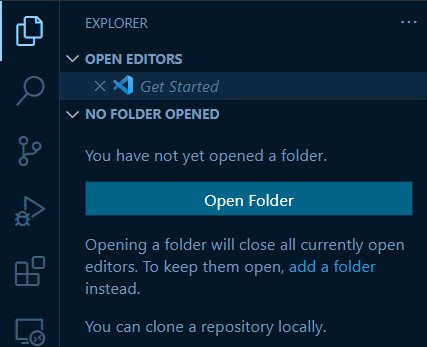 EXPLORER
OPEN EDITORS
Get Started
NO FOLDER OPENED
You have not yet opened a folder.
Open Folder
Opening a folder will close all currently open
editors. To keep them open, add a folder
instead.
You can clone a repository locally.